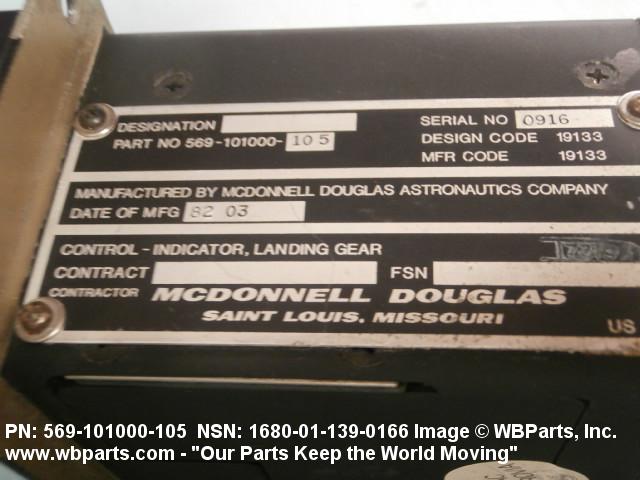 DESIGNATION
SERIAL NO 0916
PART NO 569-101000- 10 5
DESIGN CODE 19133
MFR CODE 19133
MANUFACTURED BY MCDONNELL DOUGLAS ASTRONAUTICS COMPANY
DATE OF MFG 82 03
CONTROL - INDICATOR, LANDING GEAR
CONTRACT FSN
CONTRACTOR MCDONNELL DOUGLAS
SAINT LOUIS, MISSOURI
US
PN: 569-101000-105 NSN: 1680-01-139-0166 Image © WBParts, Inc.
www.wbparts.com - "Our Parts Keep the World Moving"